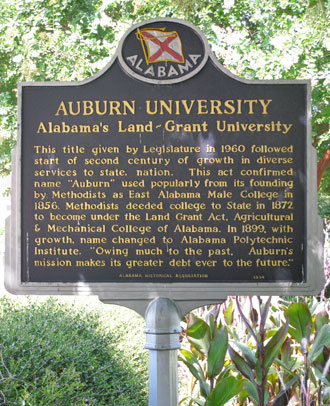 ALABAMA
AUBURN UNIVERSITY
Alabama's Land-Grant University
This title given by Legislature in 1960 followed
start of second century of growth in diverse
services to state, nation. This act confirmed
name "Auburn" used popularly from its founding
by Methodists as East Alabama Male College in
1856. Methodists deeded college to State in 1872
to become under the Land Grant Act, Agricultural
& Mechanical College of Alabama. In 1899, with
growth, name changed to Alabama Polytechnic
Institute. "Owing much to the past, Auburn's
mission makes its greater debt ever to the future."
ALABAMA HISTORICAL ASSOCIATION